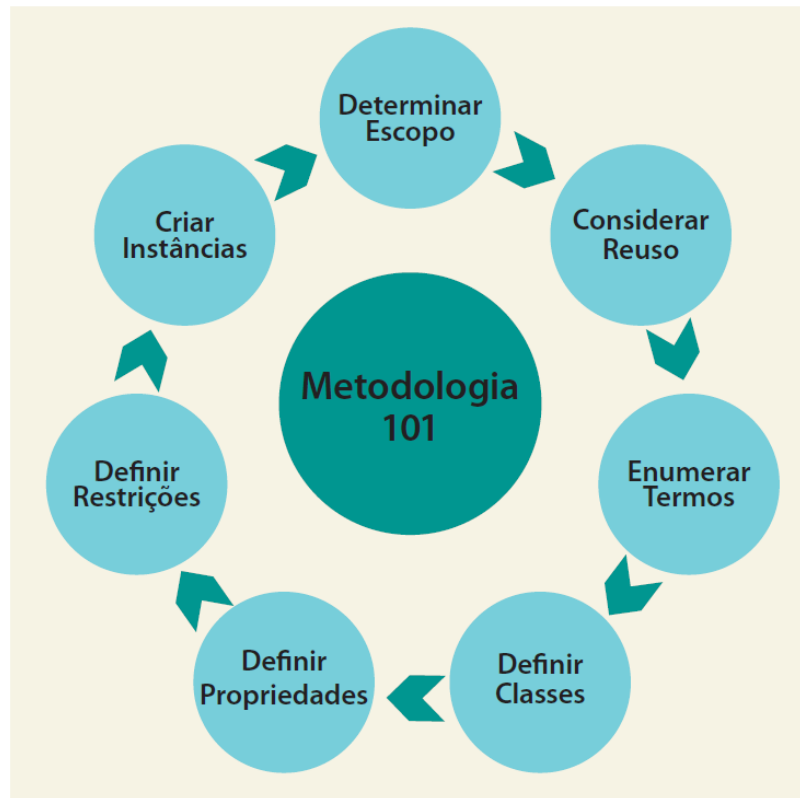 Determinar
Escopo
Considerar
Reuso
Enumerar
Termos
Definir
Classes
Definir
Propriedades
Definir
Restrições
Criar
Instâncias
Metodologia
101